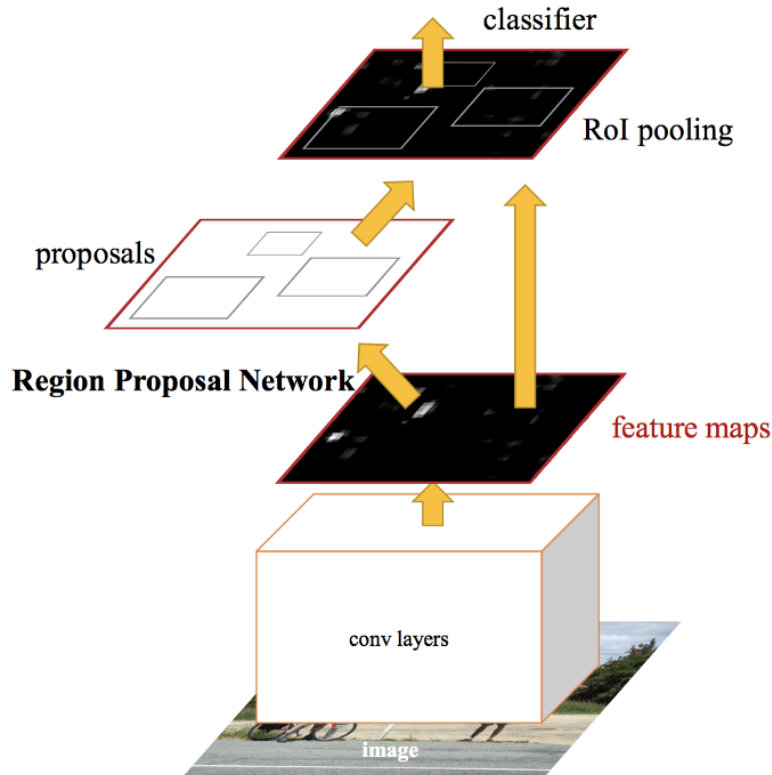 classifier
RoI pooling
proposals
Region Proposal Network
feature maps
conv layers
image